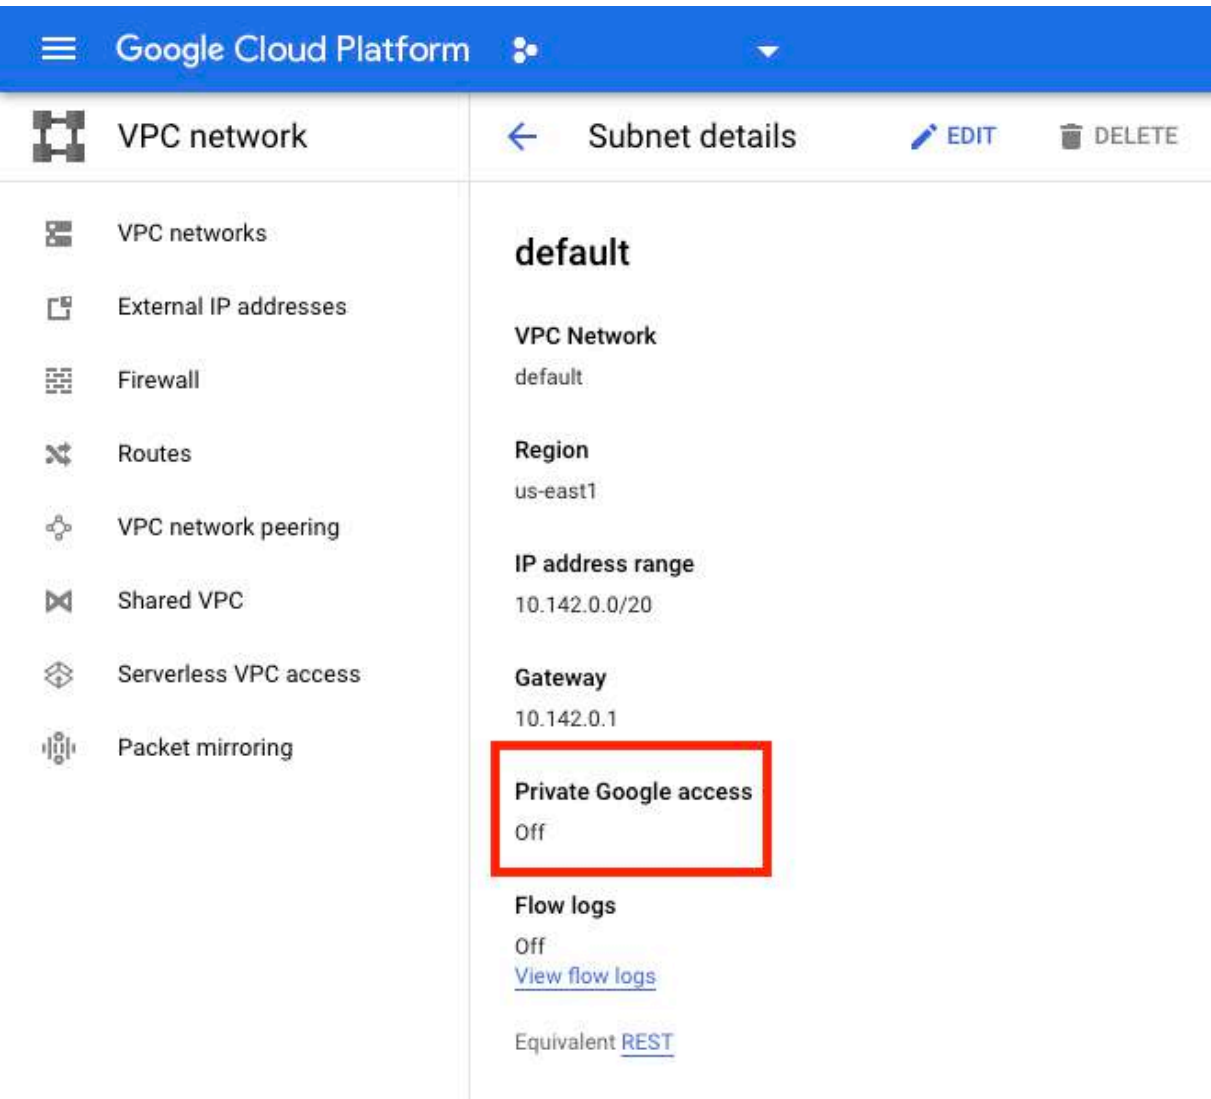 Google Cloud Platform
VPC network
Subnet details
EDIT
DELETE
VPC networks
External IP addresses
Firewall
Routes
VPC network peering
Shared VPC
Serverless VPC access
Packet mirroring
default
VPC Network
default
Region
us-east1
IP address range
10.142.0.0/20
Gateway
10.142.0.1
Private Google access
Off
Flow logs
Off
View flow logs
Equivalent REST